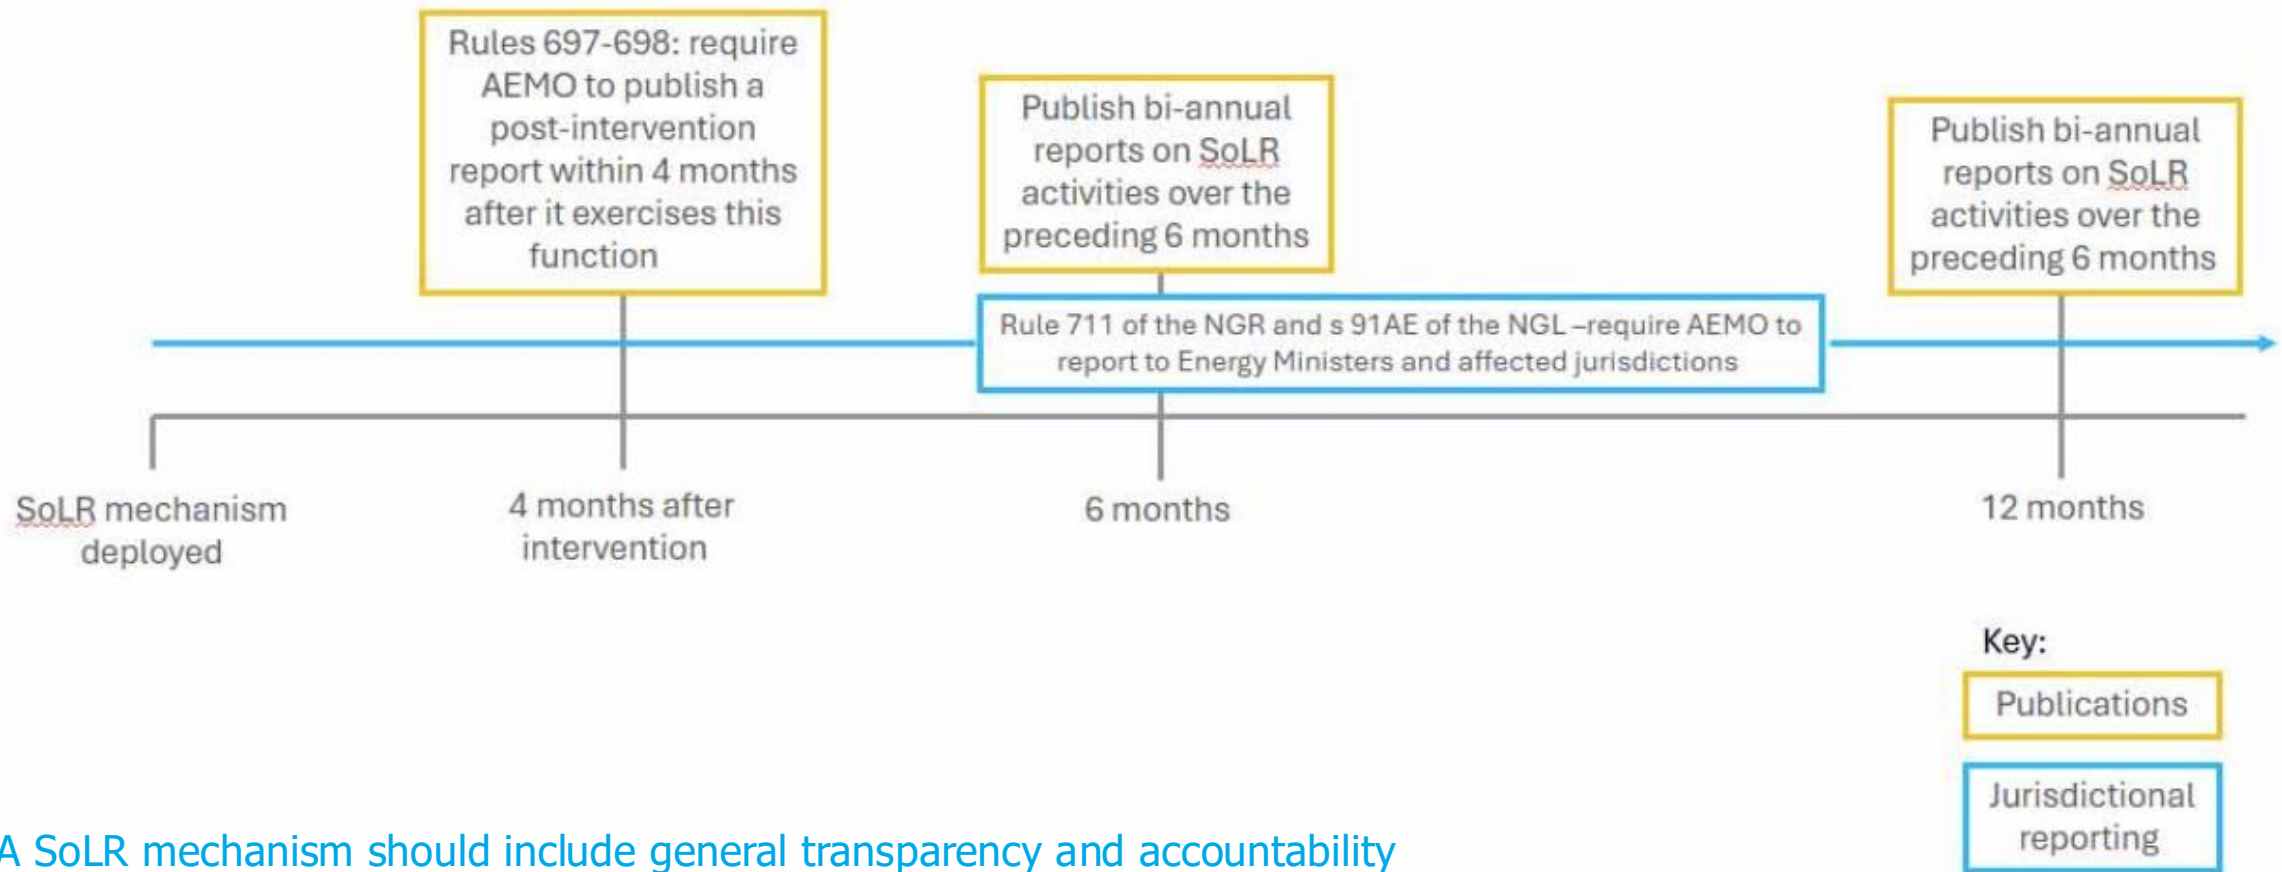 Rules 697-698: require
AEMO to publish a
post-intervention
report within 4 months
after it exercises this
function
Publish bi-annual
reports on SoLR
activities over the
preceding 6 months
Publish bi-annual
reports on SoLR
activities over the
preceding 6 months
Rule 711 of the NGR and s 91AE of the NGL –require AEMO to
report to Energy Ministers and affected jurisdictions
SoLR mechanism
deployed
4 months after
intervention
6 months
12 months
Key:
Publications
Jurisdictional
reporting
A SoLR mechanism should include general transparency and accountability